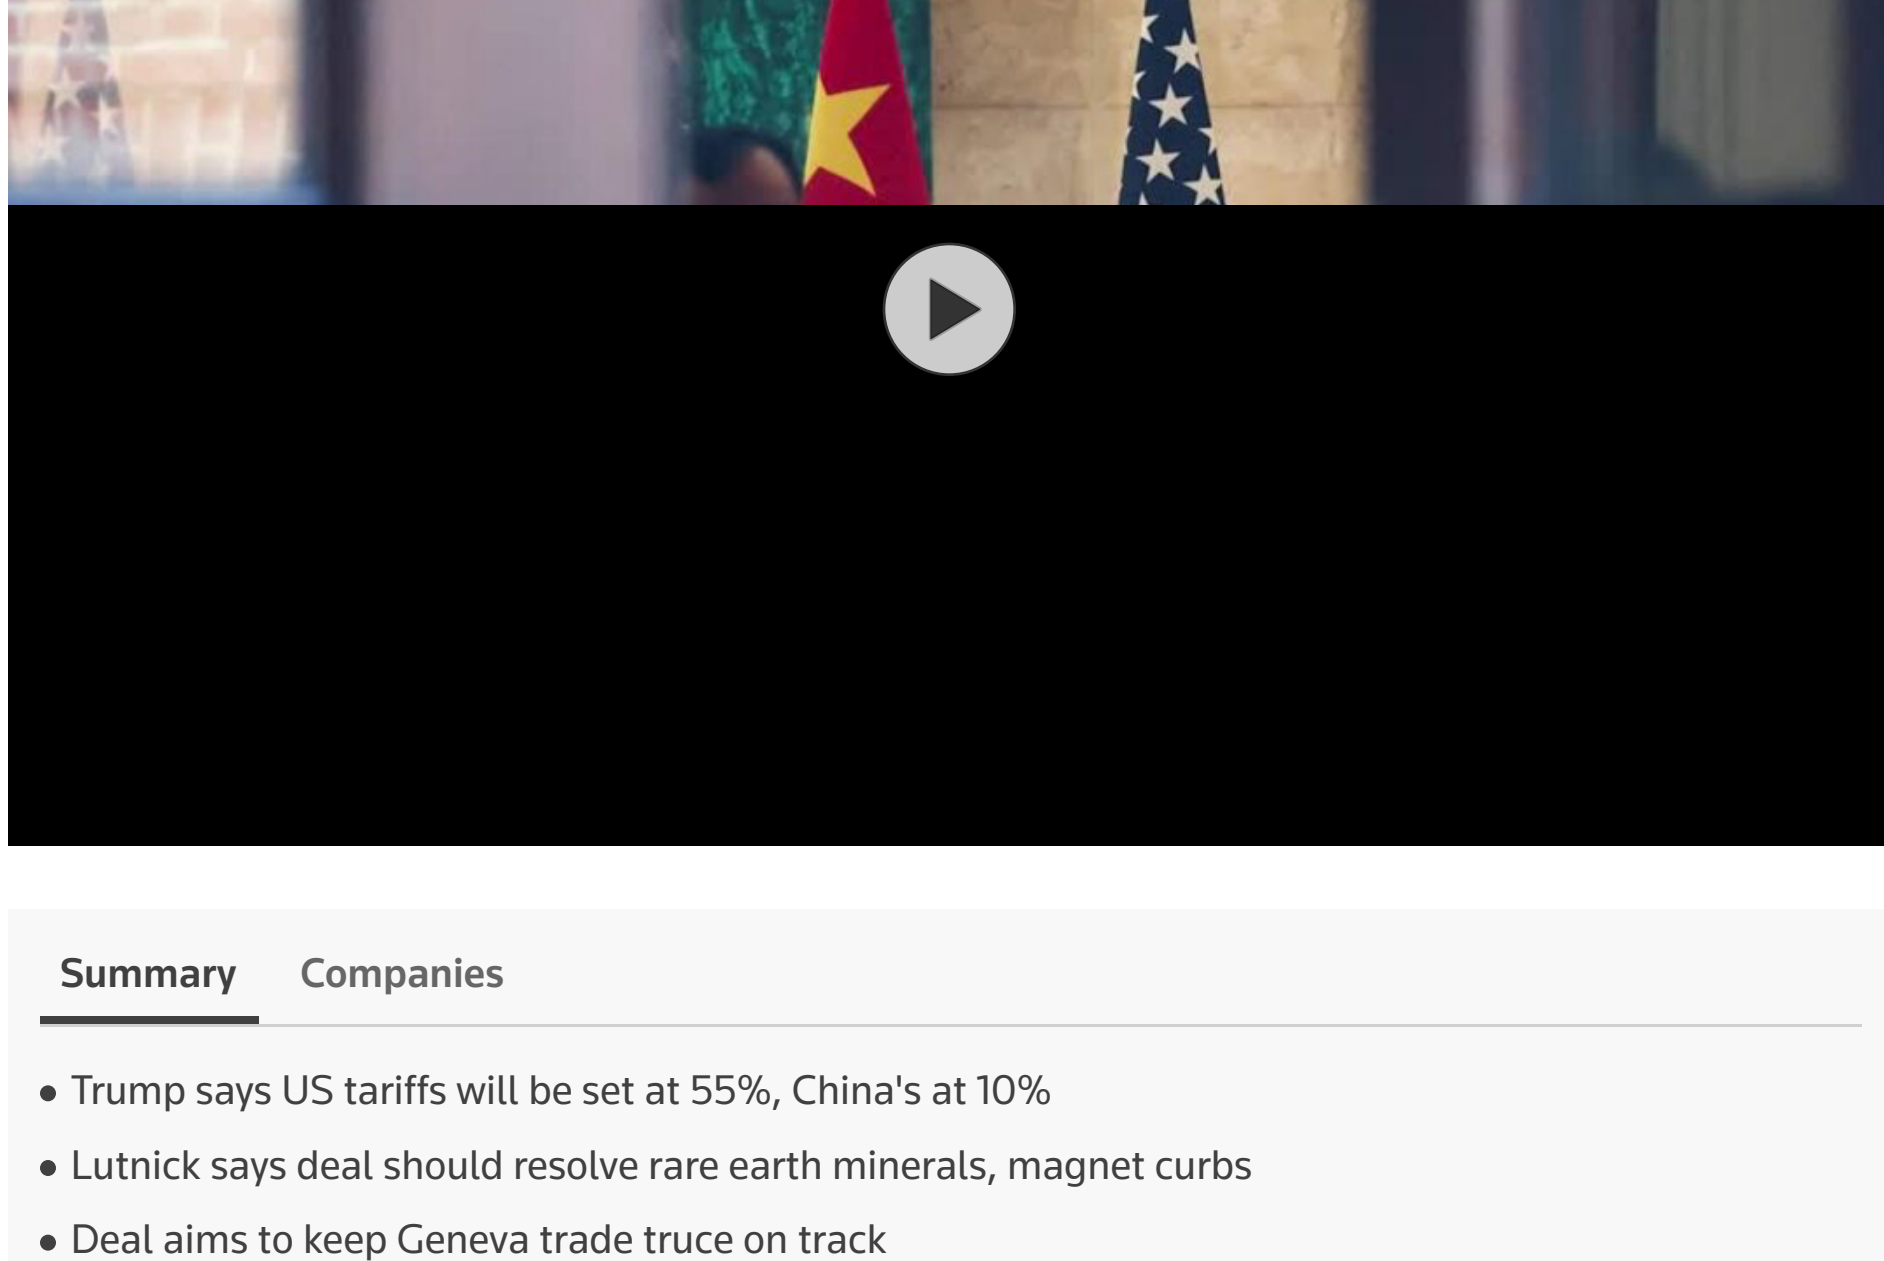 Summary Companies
• Trump says US tariffs will be set at 55%, China's at 10%
• Lutnick says deal should resolve rare earth minerals, magnet curbs
• Deal aims to keep Geneva trade truce on track